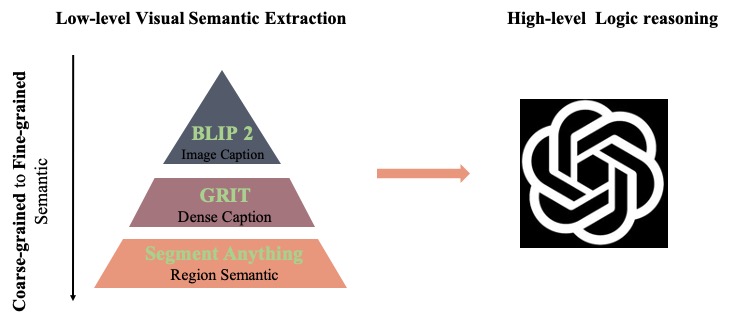 Low-level Visual Semantic Extraction
High-level  Logic reasoning
Coarse-grained to Fine-grained
Semantic
BLIP 2
Image Caption
GRIT
Dense Caption
Segment Anything
Region Semantic